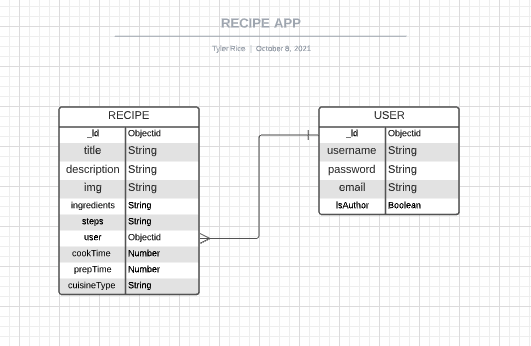 RECIPE APP
Tyler Rice | October 8, 2021
RECIPE
_Id Objectid
title String
description String
img String
ingredients String
steps String
user Objectid
cookTime Number
prepTime Number
cuisineType String
USER
_Id Objectid
username String
password String
email String
IsAuthor Boolean